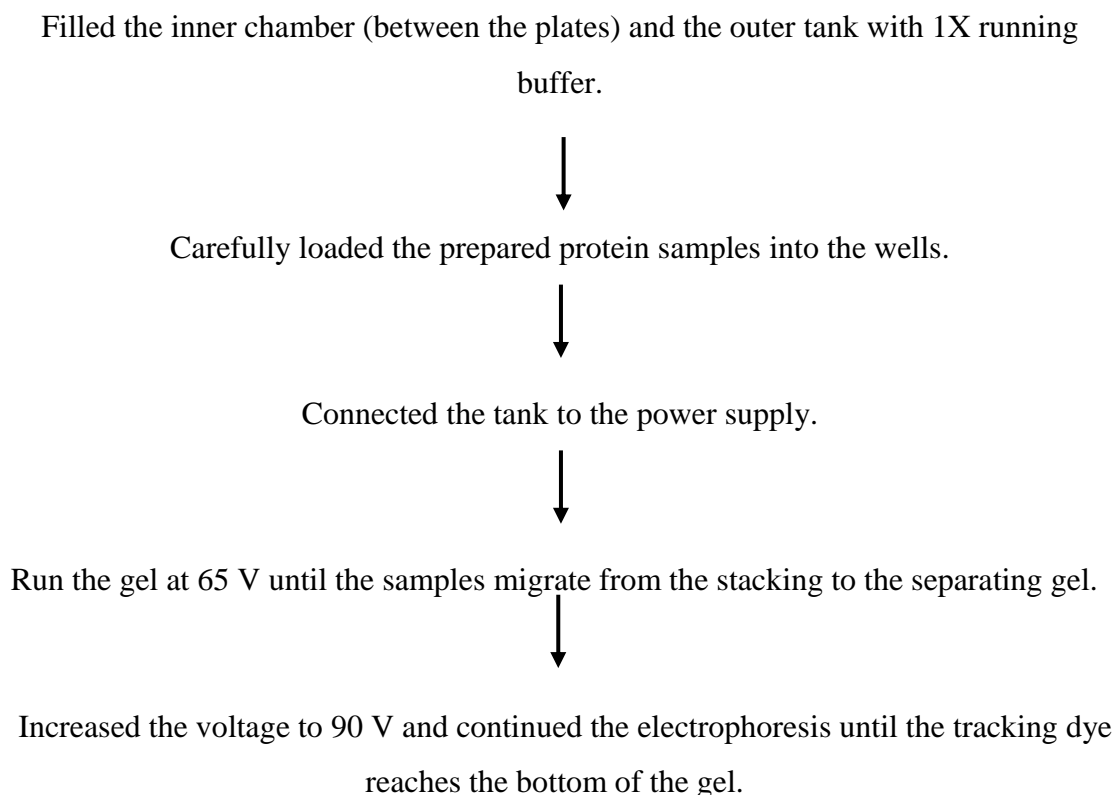 Filled the inner chamber (between the plates) and the outer tank with 1X running
buffer.
Carefully loaded the prepared protein samples into the wells.
Connected the tank to the power supply.
Run the gel at 65 V until the samples migrate from the stacking to the separating gel.
Increased the voltage to 90 V and continued the electrophoresis until the tracking dye
reaches the bottom of the gel.